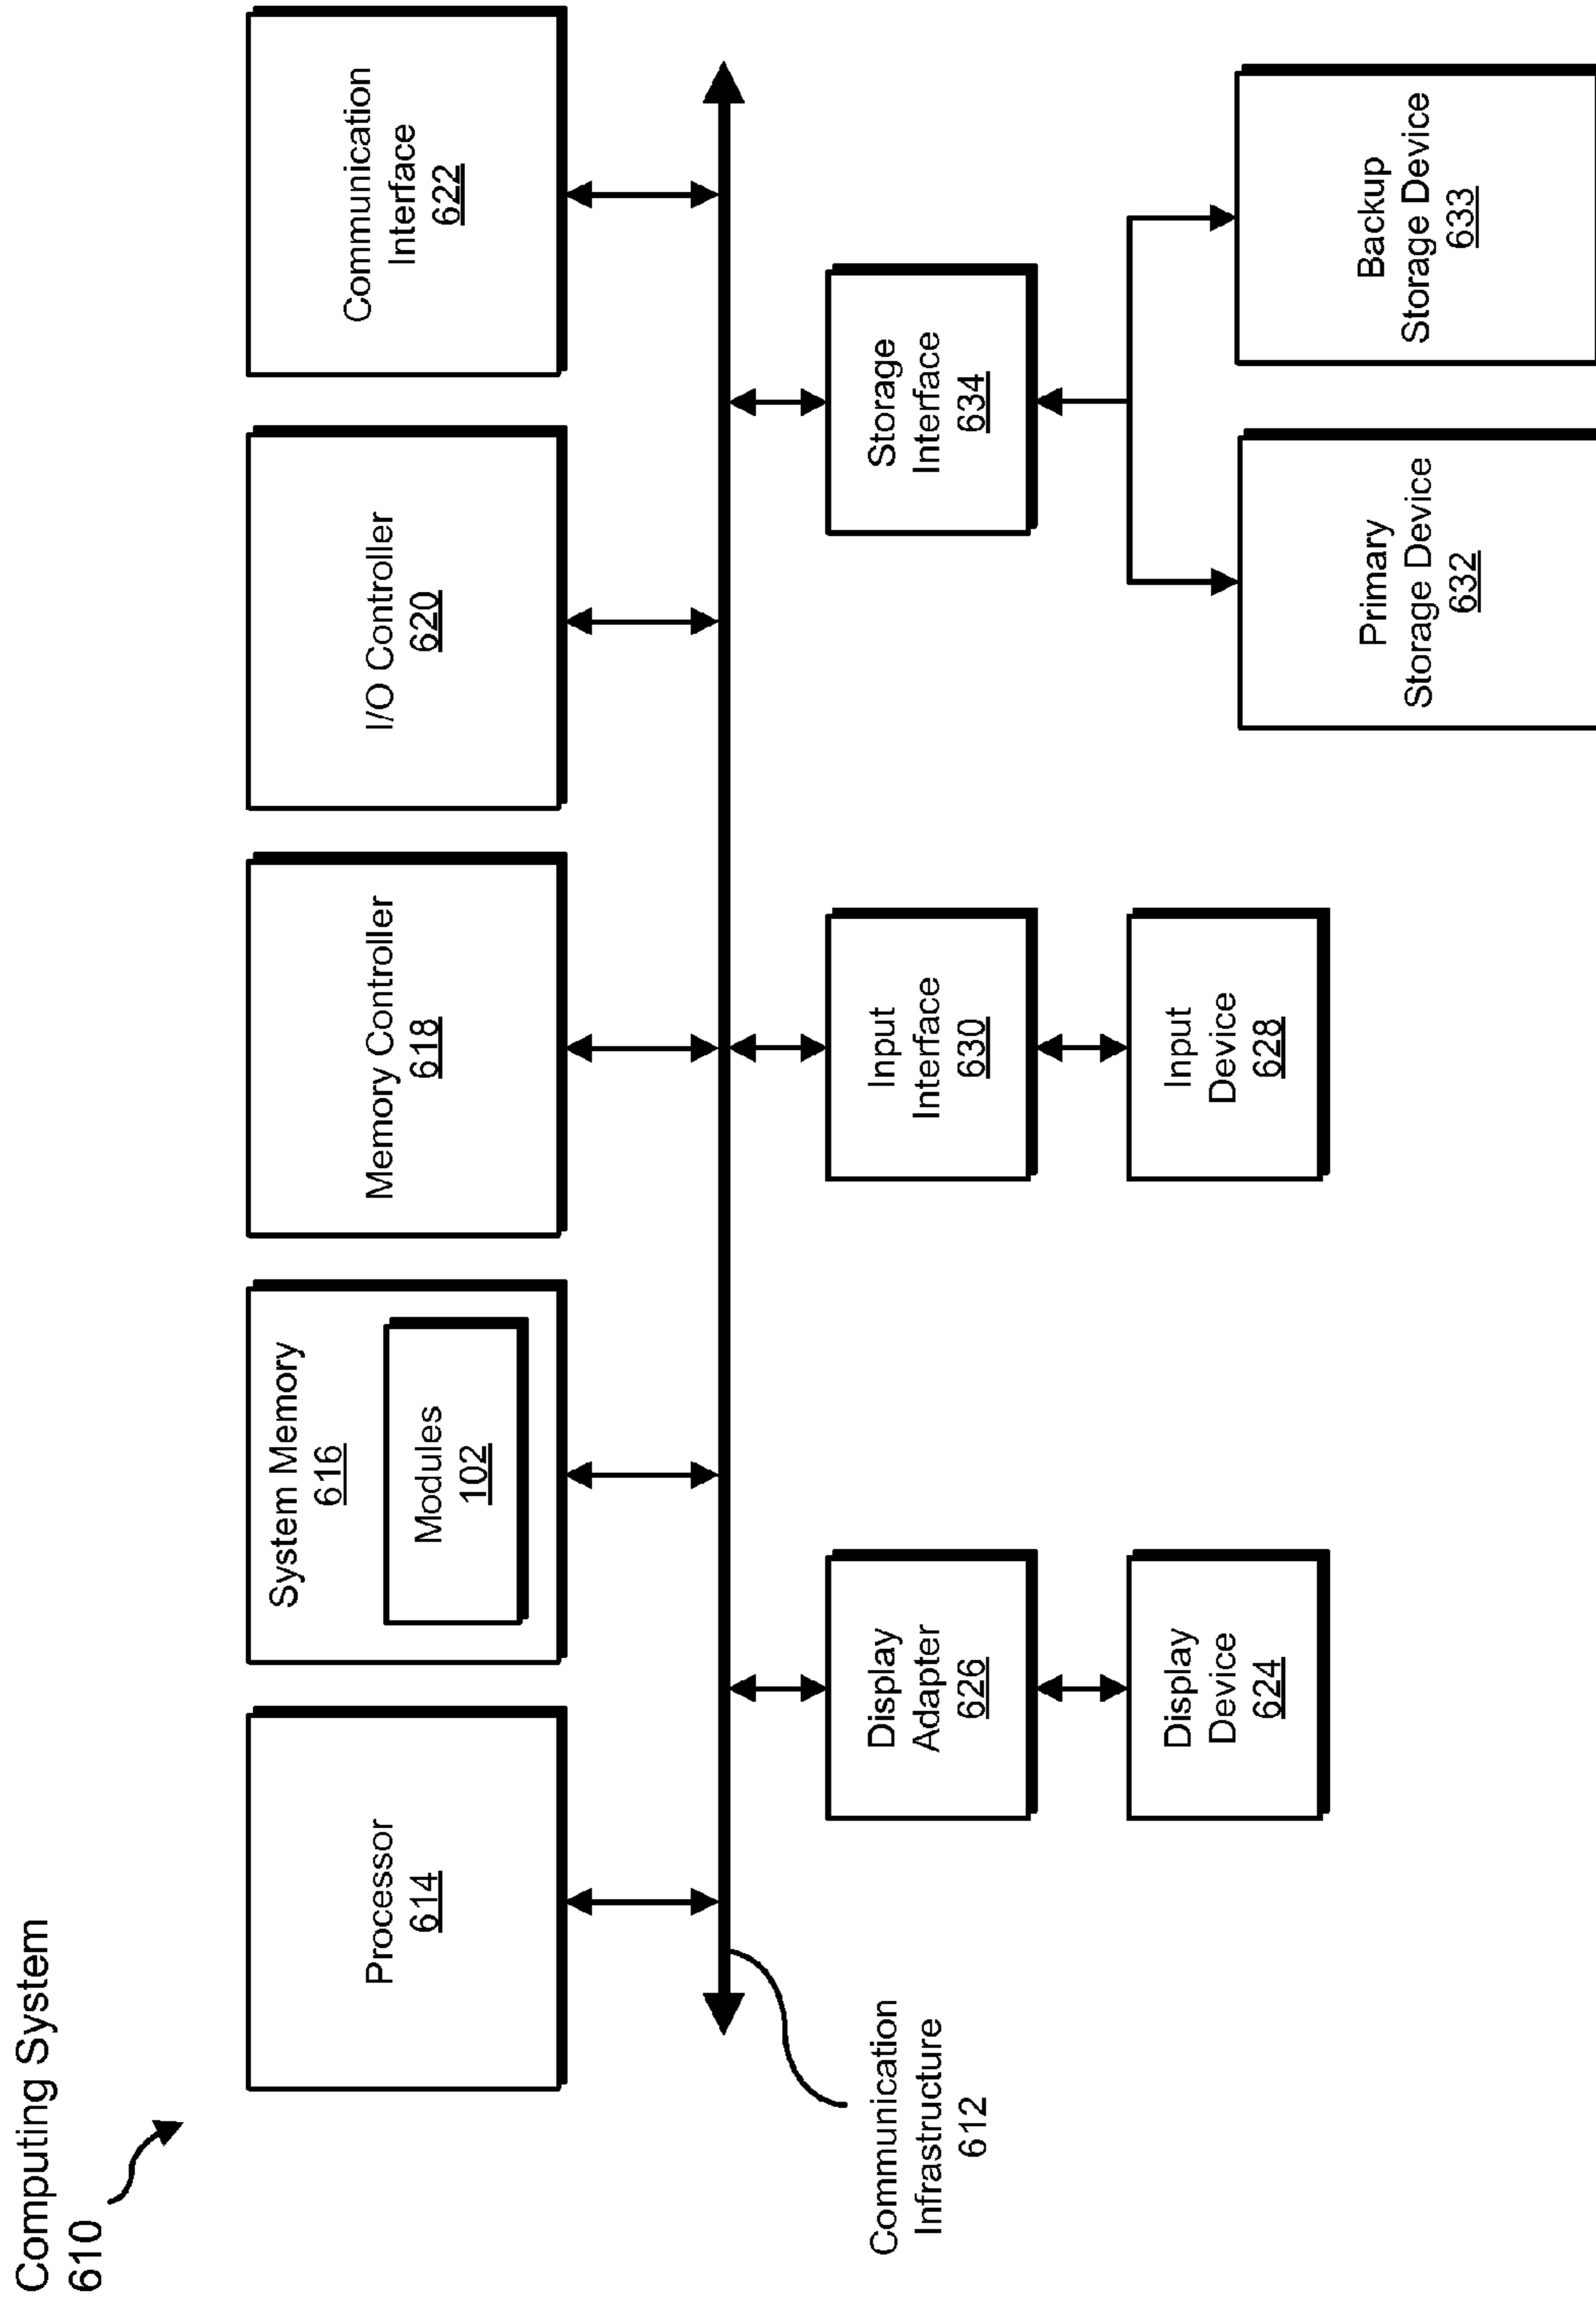 Computing System
610
Processor
614
System Memory
616
Modules
102
Memory Controller
618
I/O Controller
620
Communication
Interface
622
Communication
Infrastructure
612
Display
Adapter
626
Input
Interface
630
Storage
Interface
634
Display
Device
624
Input
Device
628
Primary
Storage Device
632
Backup
Storage Device
633